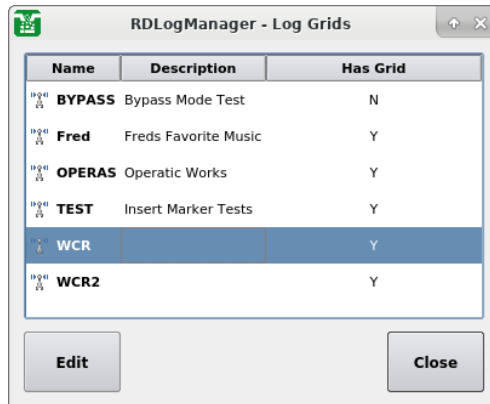 RDLogManager - Log Grids
Name Description Has Grid
BYPASS Bypass Mode Test N
Fred Freds Favorite Music Y
OPERAS Operatic Works Y
TEST Insert Marker Tests Y
WCR Y
WCR2 Y
Edit Close